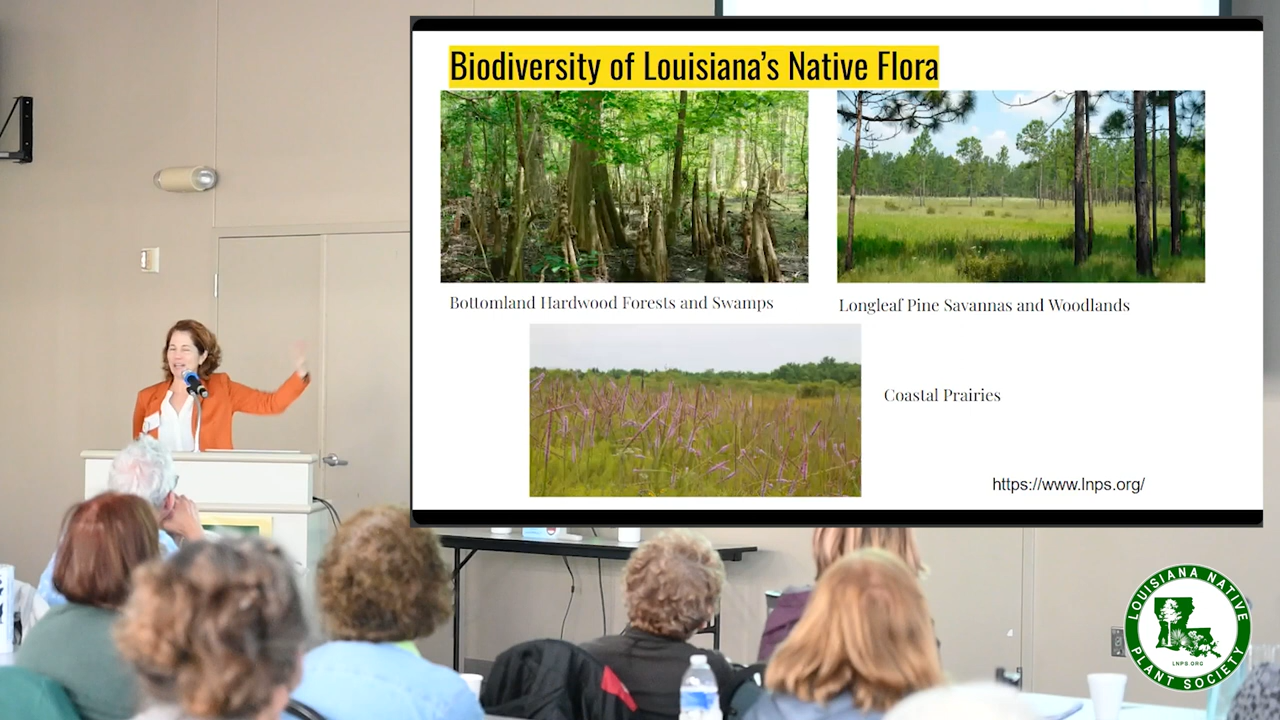 Biodiversity of Louisiana's Native Flora
Bottomland Hardwood Forests and Swamps
Longleaf Pine Savannas and Woodlands
Coastal Prairies
https://www.lnps.org/
LOUISIANA NATIVE
LNPS.ORG
PLANT SOCIETY